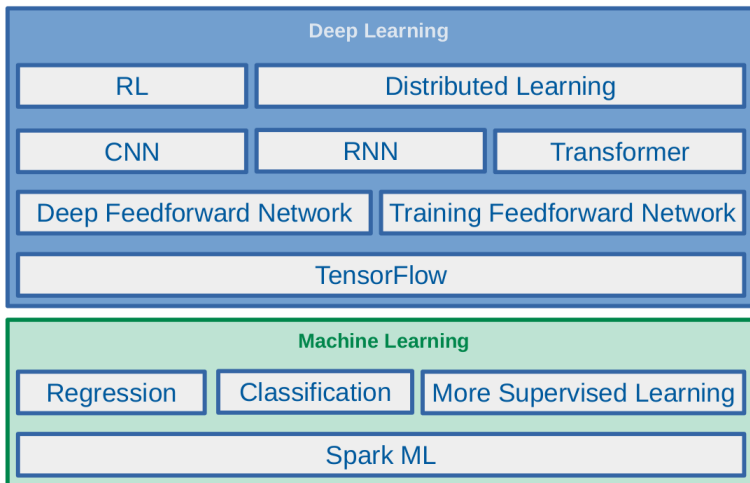 Deep Learning
RL
Distributed Learning
CNN
RNN
Transformer
Deep Feedforward Network
Training Feedforward Network
TensorFlow
Machine Learning
Regression
Classification
More Supervised Learning
Spark ML